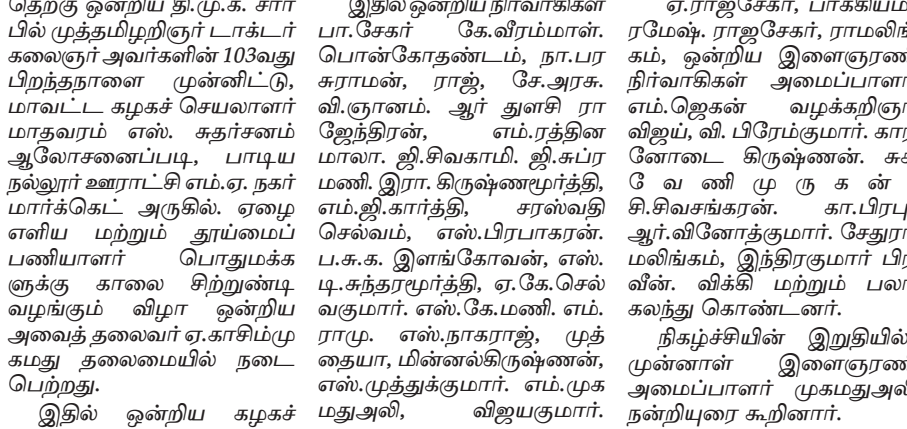 தெற்கு ஒன்றிய தி.மு.க. சார்
பில் முத்தமிழறிஞர் டாக்டர்
கலைஞர் அவர்களின் 103வது
பிறந்தநாளை முன்னிட்டு,
மாவட்ட கழகச் செயலாளர்
மாதவரம் எஸ். சுதர்சனம்
ஆலோசனைப்படி, பாடிய
நல்லூர் ஊராட்சி எம்.ஏ. நகர்
மார்க்கெட் அருகில். ஏழை
எளிய மற்றும் தூய்மைப்
பணியாளர் பொதுமக்க
ளுக்கு காலை சிற்றுண்டி
வழங்கும் விழா ஒன்றிய
அவைத் தலைவர் ஏ.காசிம்மு
கமது தலைமையில் நடை
பெற்றது.
இதில் ஒன்றிய கழகச்
இதில் ஒன்றிய நிர்வாகிகள்
பா.சேகர் கே.வீரம்மாள்.
பொன்கோதண்டம், நா.பர
சுராமன், ராஜ், சே.அரசு.
வி.ஞானம். ஆர் துளசி ரா
ஜேந்திரன், எம்.ரத்தின
மாலா. ஜி.சிவகாமி. ஜி.சுப்ர
மணி. இரா. கிருஷ்ணமூர்த்தி,
எம்.ஜி.கார்த்தி, சரஸ்வதி
செல்வம், எஸ்.பிரபாகரன்.
ப.சு.க. இளங்கோவன், எஸ்.
டி.சுந்தரமூர்த்தி, ஏ.கே.செல்
வகுமார். எஸ்.கே.மணி. எம்.
ராமு. எஸ்.நாகராஜ், முத்
தையா, மின்னல்கிருஷ்ணன்,
எஸ்.முத்துக்குமார். எம்.முக
மதுஅலி, விஜயகுமார்.
ஏ.ராஜசேகர், பாக்கியம்
ரமேஷ். ராஜசேகர், ராமலிங்
கம், ஒன்றிய இளைஞரணி
நிர்வாகிகள் அமைப்பாளர்
எம்.ஜெகன் வழக்கறிஞர்
விஜய், வி. பிரேம்குமார். கார
னோடை கிருஷ்ணன். சுக
தே வ ணி மு ரு க ன்
சி.சிவசங்கரன். கா.பிரபு
ஆர்.வினோத்குமார். சேதுரா
மலிங்கம், இந்திரகுமார் பிர
வீன். விக்கி மற்றும் பலர்
கலந்து கொண்டனர்.
நிகழ்ச்சியின் இறுதியில்
முன்னாள் இளைஞரணி
அமைப்பாளர் முகமதுஅலி
நன்றியுரை கூறினார்.